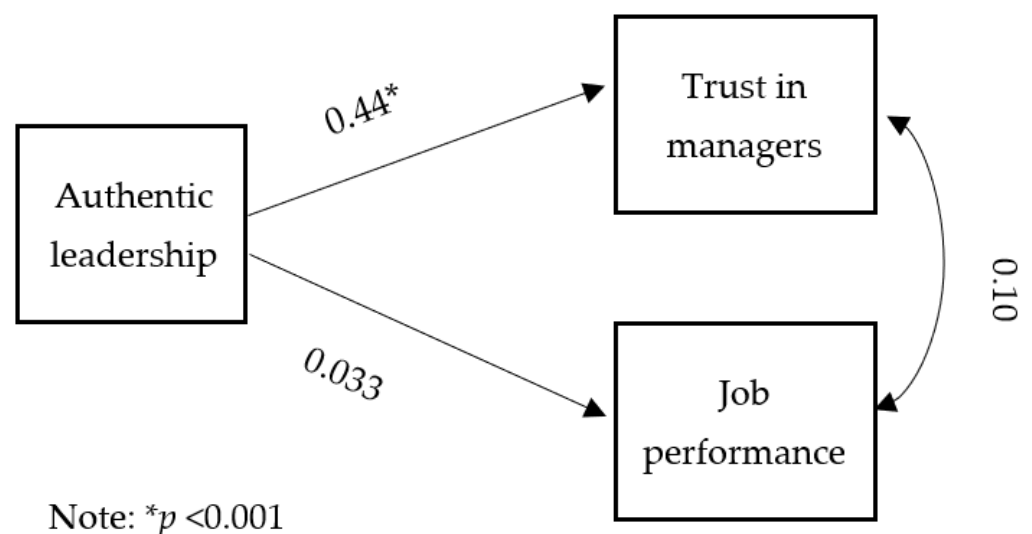 Authentic
leadership
0.44*
0.033
Trust in
managers
Job
performance
0.10
Note: *p <0.001